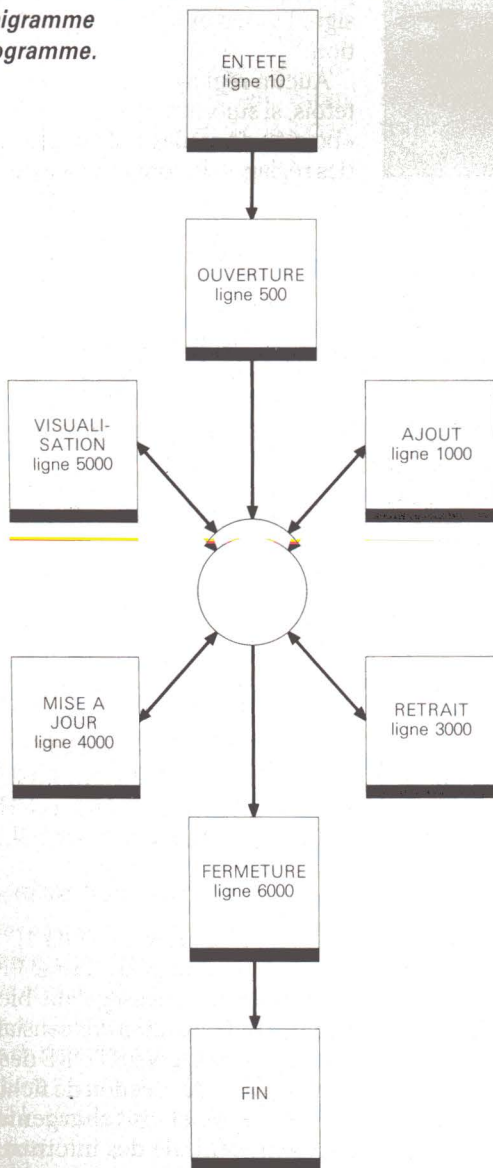 igramme
ogramme.
ENTETE
ligne 10
OUVERTURE
ligne 500
VISUALI-
SATION
ligne 5000
AJOUT
ligne 1000
MISE A
JOUR
ligne 4000
RETRAIT
ligne 3000
FERMETURE
ligne 6000
FIN